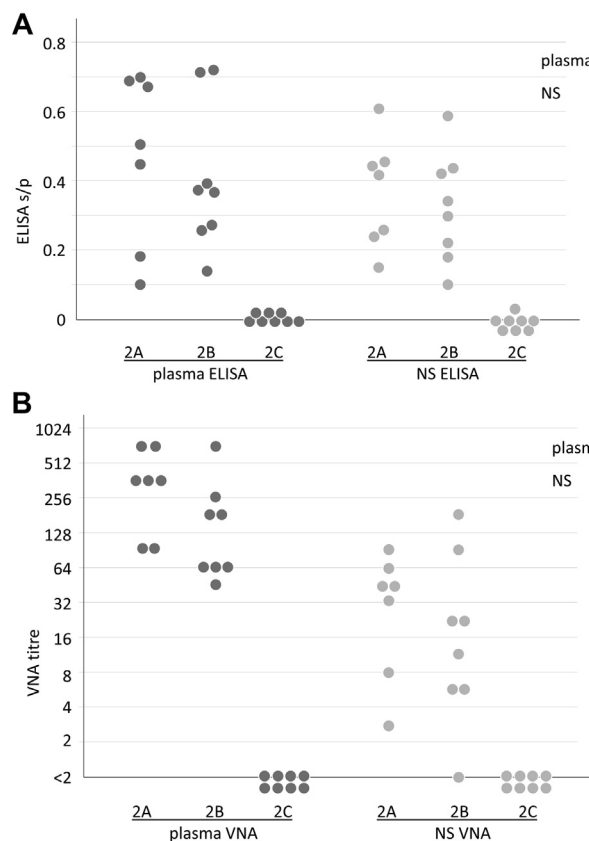 A
0.8
plasma
NS
0.6
ELISA s/p
0.4
0.2
0
2A 2B 2C 2A 2B 2C
plasma ELISA NS ELISA
B
1024
plasm
512
NS
256
128
64
32
VNA titre
16
8
4
2
<2
2A 2B 2C 2A 2B 2C
plasma VNA NS VNA